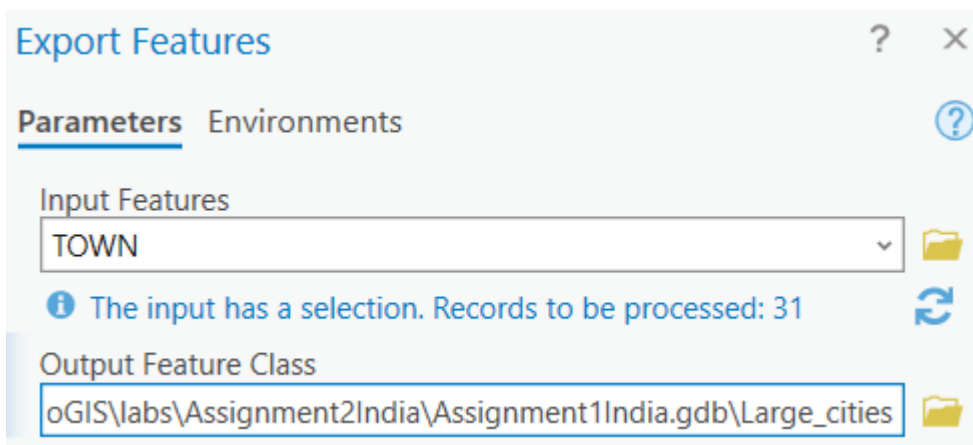 Export Features ? ×
Parameters Environments ?
Input Features
TOWN
The input has a selection. Records to be processed: 31
Output Feature Class
oGIS\labs\Assignment2India\Assignment1India.gdb\Large_cities